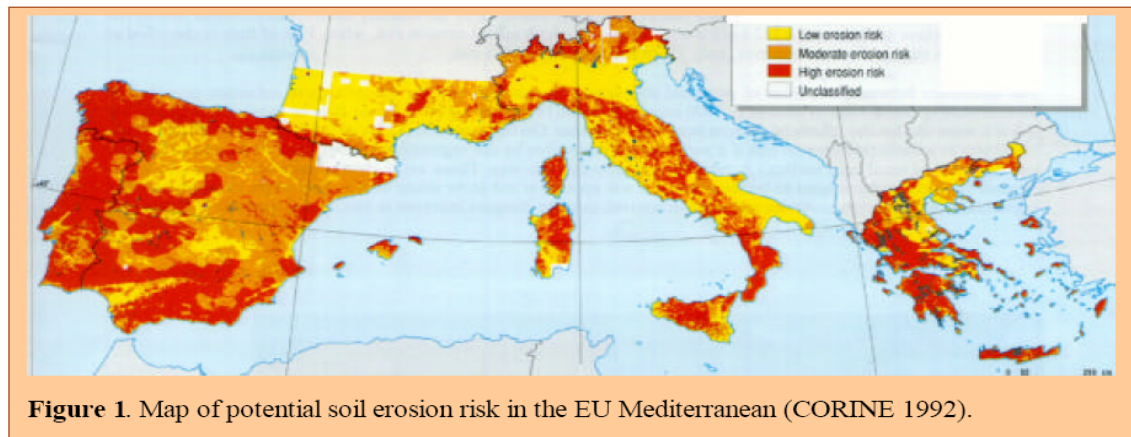 Low erosion risk
Moderate erosion risk
High erosion risk
Unclassified
Figure 1. Map of potential soil erosion risk in the EU Mediterranean (CORINE 1992).